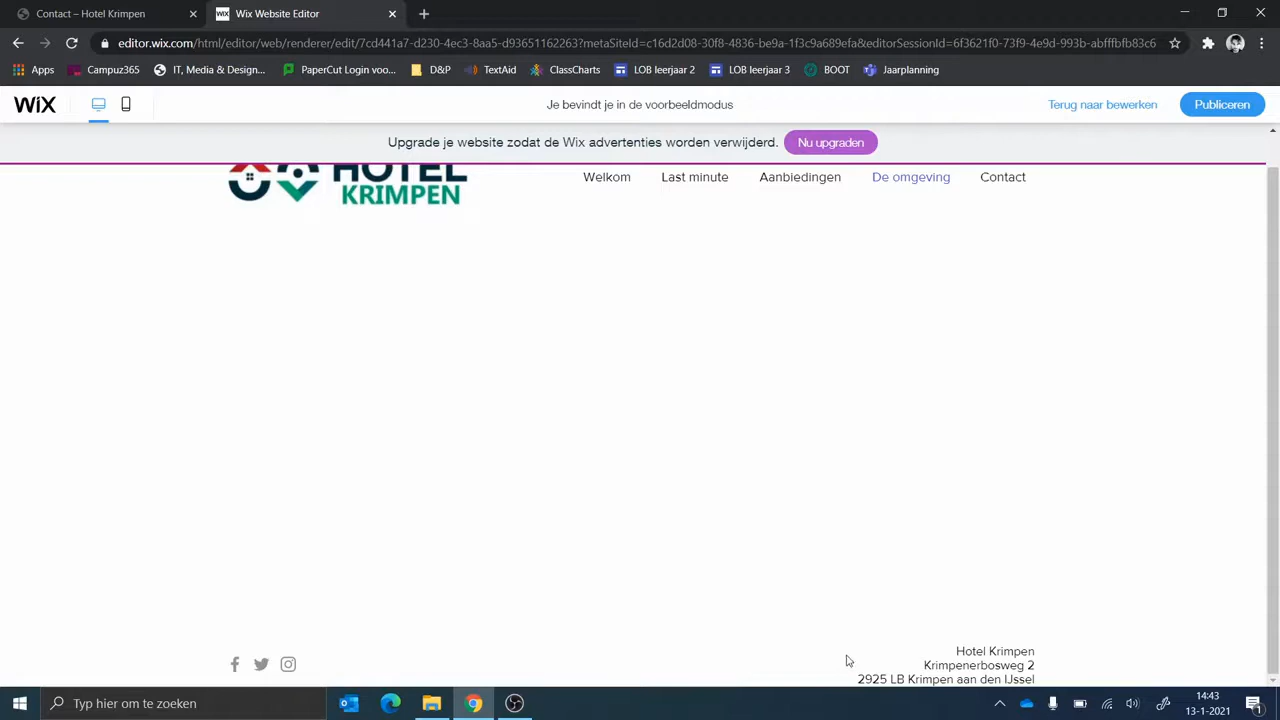 Contact – Hotel Krimpen
WiX Wix Website Editor
editor.wix.com/html/editor/web/renderer/edit/7cd441a7-d230-4ec3-8aa5-d93651162263?metaSiteId=c16d2d08-30f8-4836-be9a-1f3c9a689efa&editorSessionId=6f3621f0-73f9-4e9d-993b-abfffbfb83c6
Apps Campuz365 IT, Media & Design... PaperCut Login voo... D&P TextAid ClassCharts LOB leerjaar 2 LOB leerjaar 3 BOOT Jaarplanning
WiX Je bevindt je in de voorbeeldmodus Terug naar bewerken Publiceren
Upgrade je website zodat de Wix advertenties worden verwijderd. Nu upgraden
HOTEL
KRIMPEN
Welkom Last minute Aanbiedingen De omgeving Contact
Hotel Krimpen
Krimpenerbosweg 2
2925 LB Krimpen aan den IJssel
Typ hier om te zoeken
14:43
13-1-2021
1